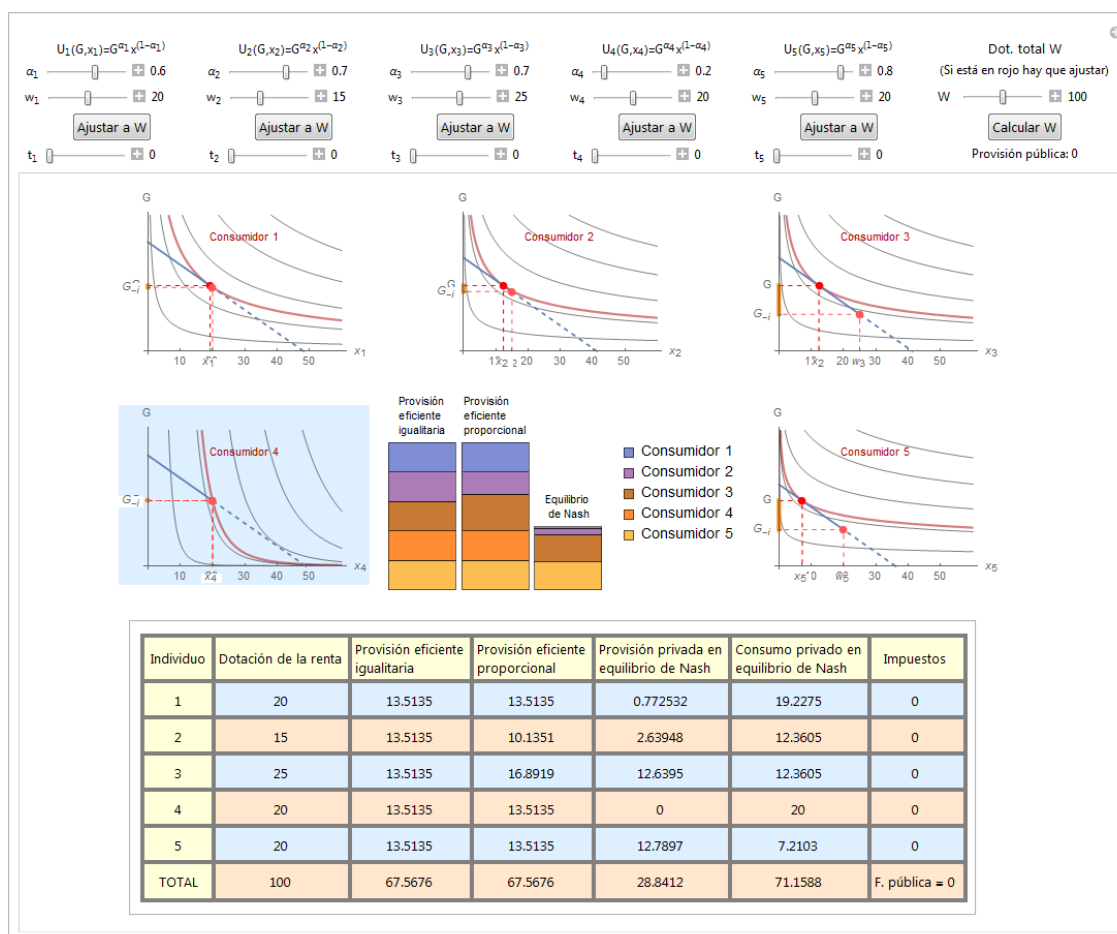 U₁(G,x₁)=G^α₁x^(1-α₁) U₂(G,x₂)=G^α₂x^(1-α₂) U₃(G,x₃)=G^α₃x^(1-α₃) U₄(G,x₄)=G^α₄x^(1-α₄) U₅(G,x₅)=G^α₅x^(1-α₅) Dot. total W
(Si está en rojo hay que ajustar)
α₁ 0.6 α₂ 0.7 α₃ 0.7 α₄ 0.2 α₅ 0.8
w₁ 20 w₂ 15 w₃ 25 w₄ 20 w₅ 20 W 100
Ajustar a W Ajustar a W Ajustar a W Ajustar a W Ajustar a W Calcular W
t₁ 0 t₂ 0 t₃ 0 t₄ 0 t₅ 0 Provisión pública: 0
G G G
Consumidor 1 Consumidor 2 Consumidor 3
G₋ᵢ G₋ᵢ G
G₋ᵢ
10 20 30 40 50 x₁
20 30 40 50 x₂
20 w₃ 30 40 50 x₃
G
Consumidor 4
G₋ᵢ
10 x₄ 30 40 50 x₄
Provisión eficiente igualitaria
Provisión eficiente proporcional
Equilibrio de Nash
Consumidor 1
Consumidor 2
Consumidor 3
Consumidor 4
Consumidor 5
G
Consumidor 5
G
G₋ᵢ
x₅ 30 40 50 x₅
Individuo Dotación de la renta Provisión eficiente igualitaria Provisión eficiente proporcional Provisión privada en equilibrio de Nash Consumo privado en equilibrio de Nash Impuestos
1 20 13.5135 13.5135 0.772532 19.2275 0
2 15 13.5135 10.1351 2.63948 12.3605 0
3 25 13.5135 16.8919 12.6395 12.3605 0
4 20 13.5135 13.5135 0 20 0
5 20 13.5135 13.5135 12.7897 7.2103 0
TOTAL 100 67.5676 67.5676 28.8412 71.1588 F. pública = 0